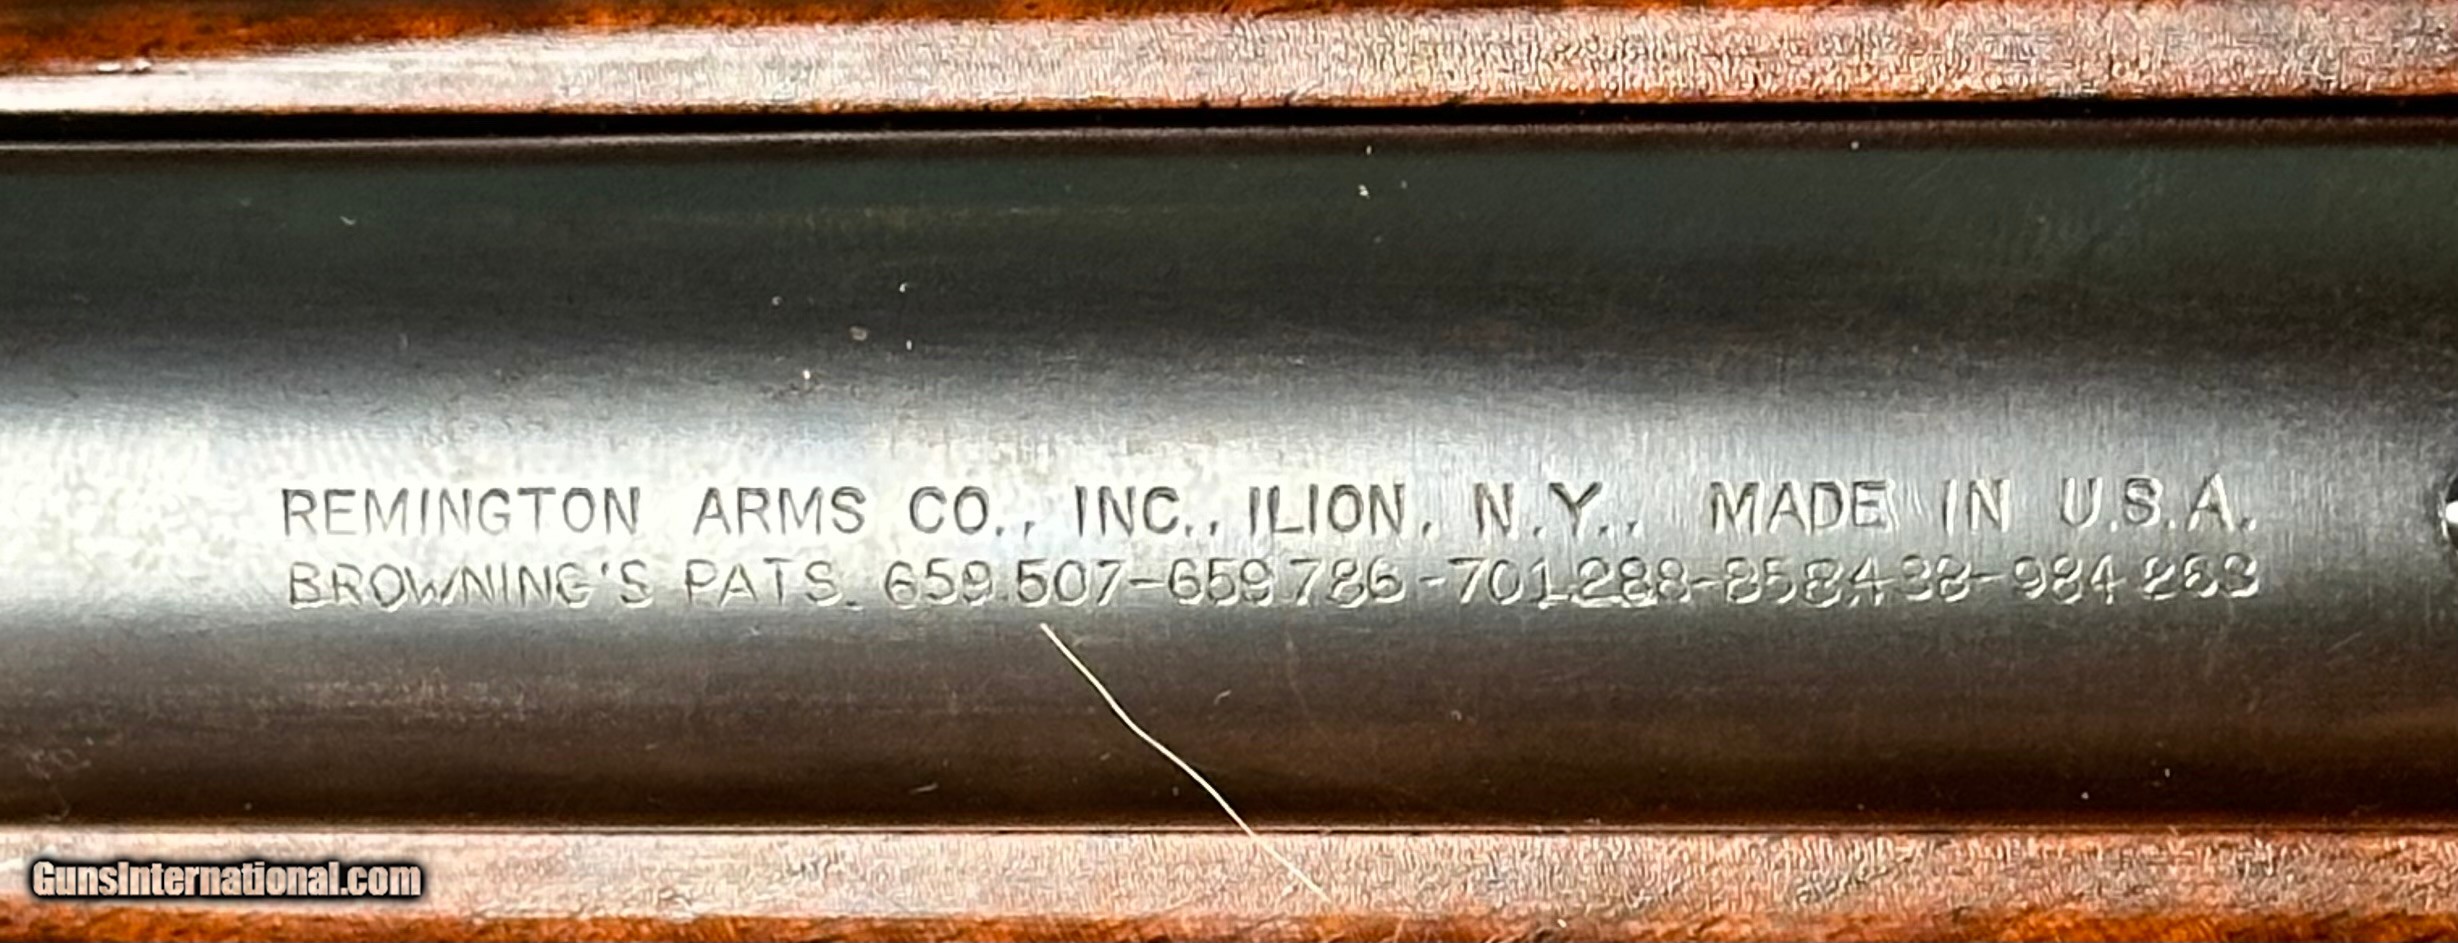 REMINGTON ARMS CO., INC., ILION, N.Y., MADE IN U.S.A.
BROWNING'S PATS. 659.507-659.786-701.288-858.438-984.263
GunsInternational.com